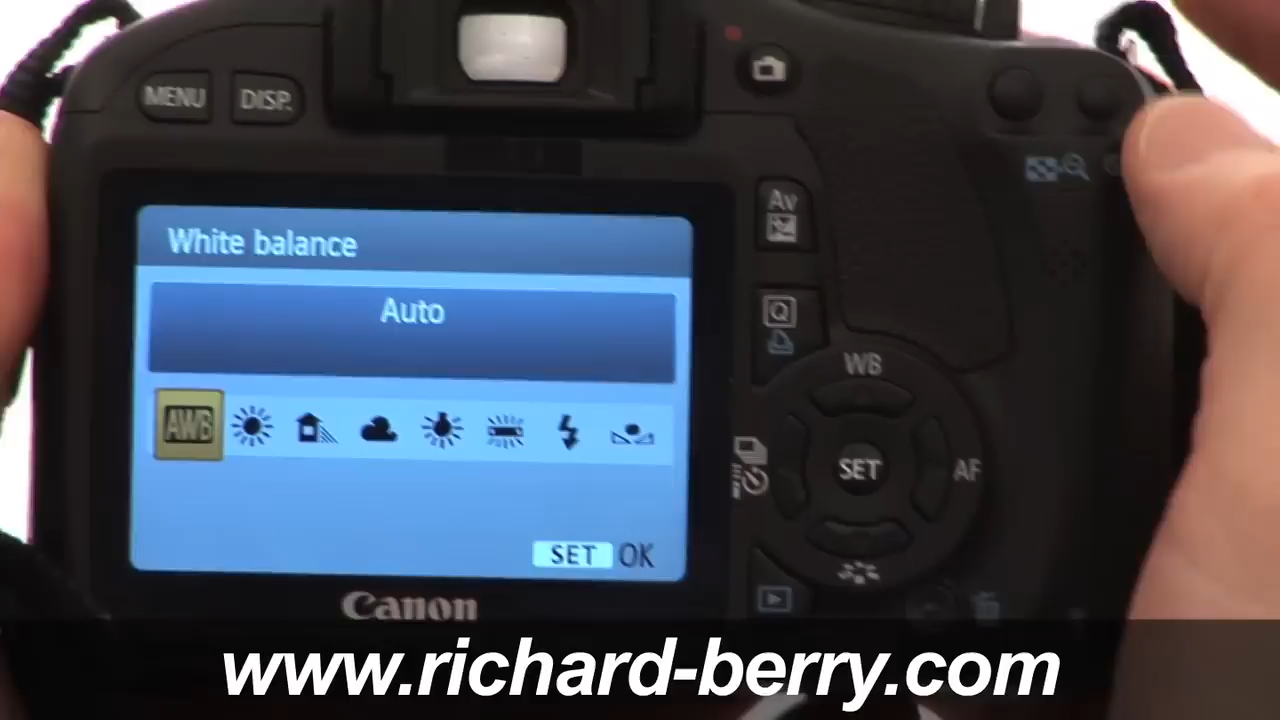 MENU
DISP.
Av
White balance
Auto
Q
WB
AWB
SET
AF
SET OK
Canon
www.richard-berry.com